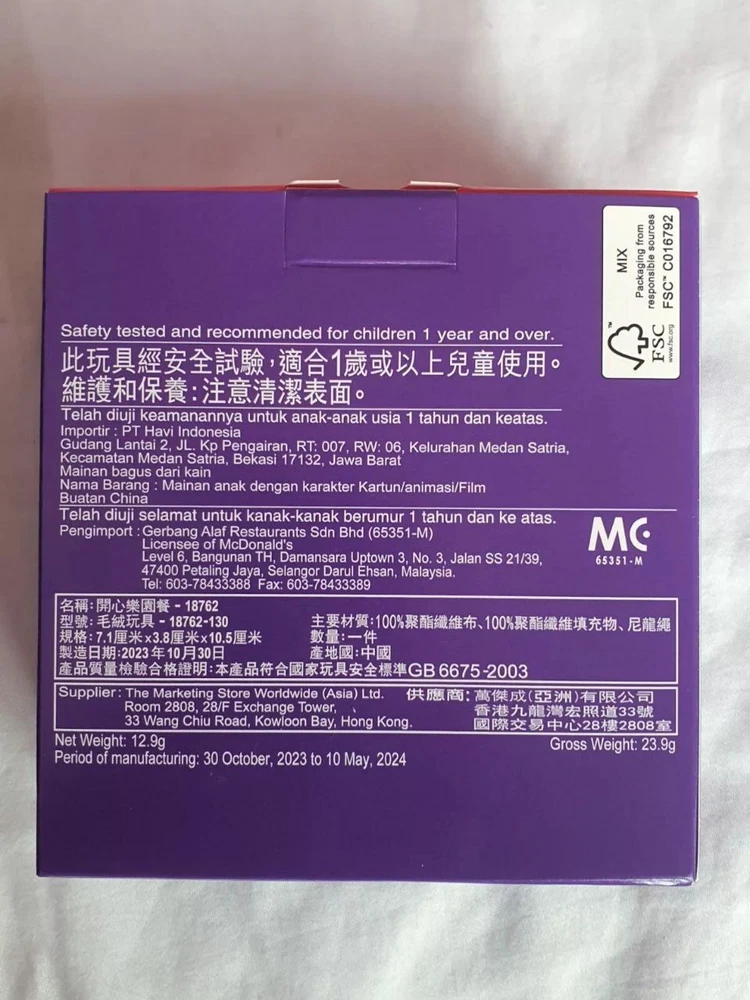 MIX
Packaging from
responsible sources
FSC™ C016792
FSC
www.fsc.org
Safety tested and recommended for children 1 year and over.
此玩具經安全試驗，適合1歲或以上兒童使用。
維護和保養：注意清潔表面。
Telah diuji keamanannya untuk anak-anak usia 1 tahun dan keatas.
Importir : PT Havi Indonesia
Gudang Lantai 2, JL. Kp Pengairan, RT: 007, RW: 06, Kelurahan Medan Satria,
Kecamatan Medan Satria, Bekasi 17132, Jawa Barat
Mainan bagus dari kain
Nama Barang : Mainan anak dengan karakter Kartun/animasi/Film
Buatan China
Telah diuji selamat untuk kanak-kanak berumur 1 tahun dan ke atas.
Pengimport : Gerbang Alaf Restaurants Sdn Bhd (65351-M)
Licensee of McDonald's
Level 6, Bangunan TH, Damansara Uptown 3, No. 3, Jalan SS 21/39,
47400 Petaling Jaya, Selangor Darul Ehsan, Malaysia.
Tel: 603-78433388 Fax: 603-78433389
MC
65351-M
名稱：開心樂園餐 - 18762
型號：毛絨玩具 - 18762-130
主要材質：100%聚酯纖維布、100%聚酯纖維填充物、尼龍繩
規格：7.1厘米x3.8厘米x10.5厘米
數量：一件
製造日期：2023年10月30日
產地國：中國
產品質量檢驗合格證明：本產品符合國家玩具安全標準GB 6675-2003
Supplier : The Marketing Store Worldwide (Asia) Ltd.
Room 2808, 28/F Exchange Tower,
33 Wang Chiu Road, Kowloon Bay, Hong Kong.
供應商：萬傑成(亞洲)有限公司
香港九龍灣宏照道33號
國際交易中心28樓2808室
Net Weight: 12.9g
Gross Weight: 23.9g
Period of manufacturing: 30 October, 2023 to 10 May, 2024